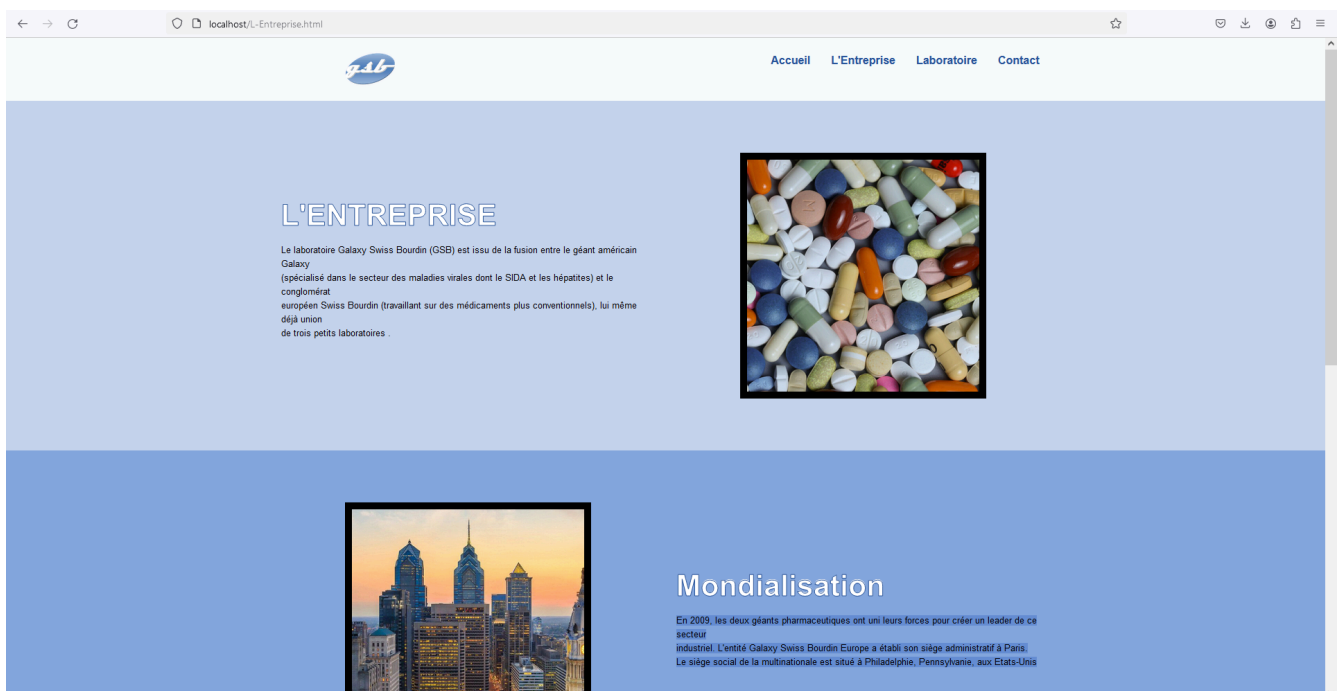 localhost/L-Entreprise.html
gsb
Accueil L'Entreprise Laboratoire Contact
L'ENTREPRISE
Le laboratoire Galaxy Swiss Bourdin (GSB) est issu de la fusion entre le géant américain
Galaxy
(spécialisé dans le secteur des maladies virales dont le SIDA et les hépatites) et le
conglomérat
européen Swiss Bourdin (travaillant sur des médicaments plus conventionnels), lui même
déjà union
de trois petits laboratoires .
Mondialisation
En 2009, les deux géants pharmaceutiques ont uni leurs forces pour créer un leader de ce
secteur
industriel. L'entité Galaxy Swiss Bourdin Europe a établi son siège administratif à Paris.
Le siège social de la multinationale est situé à Philadelphie, Pennsylvanie, aux Etats-Unis